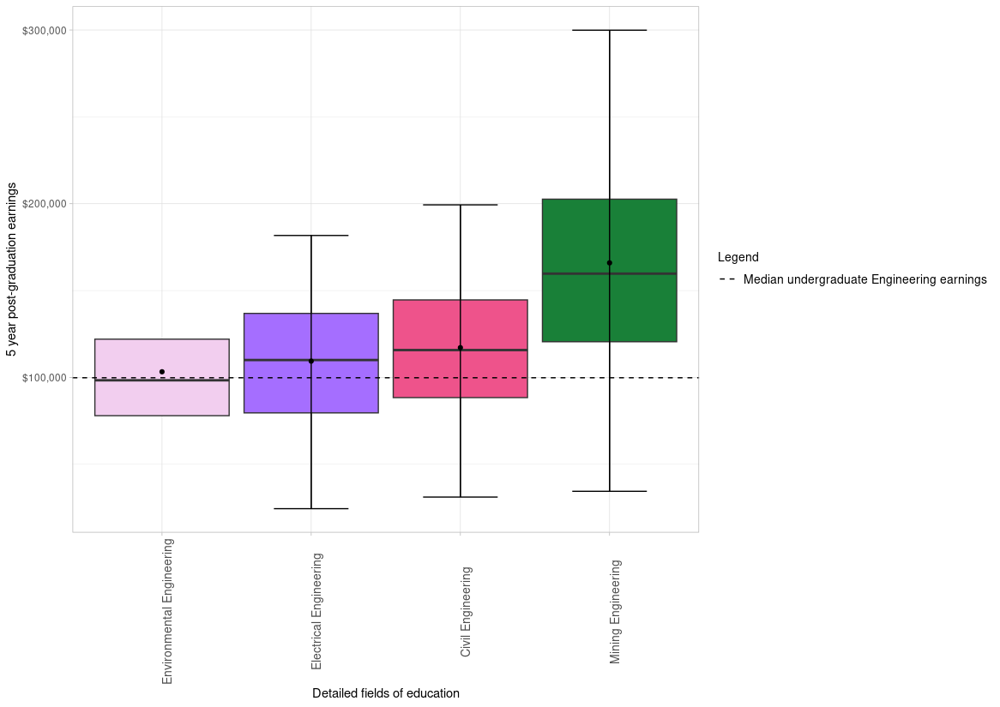 $300,000
$200,000
$100,000
5 year post-graduation earnings
Environmental Engineering
Electrical Engineering
Civil Engineering
Mining Engineering
Detailed fields of education
Legend
Median undergraduate Engineering earnings